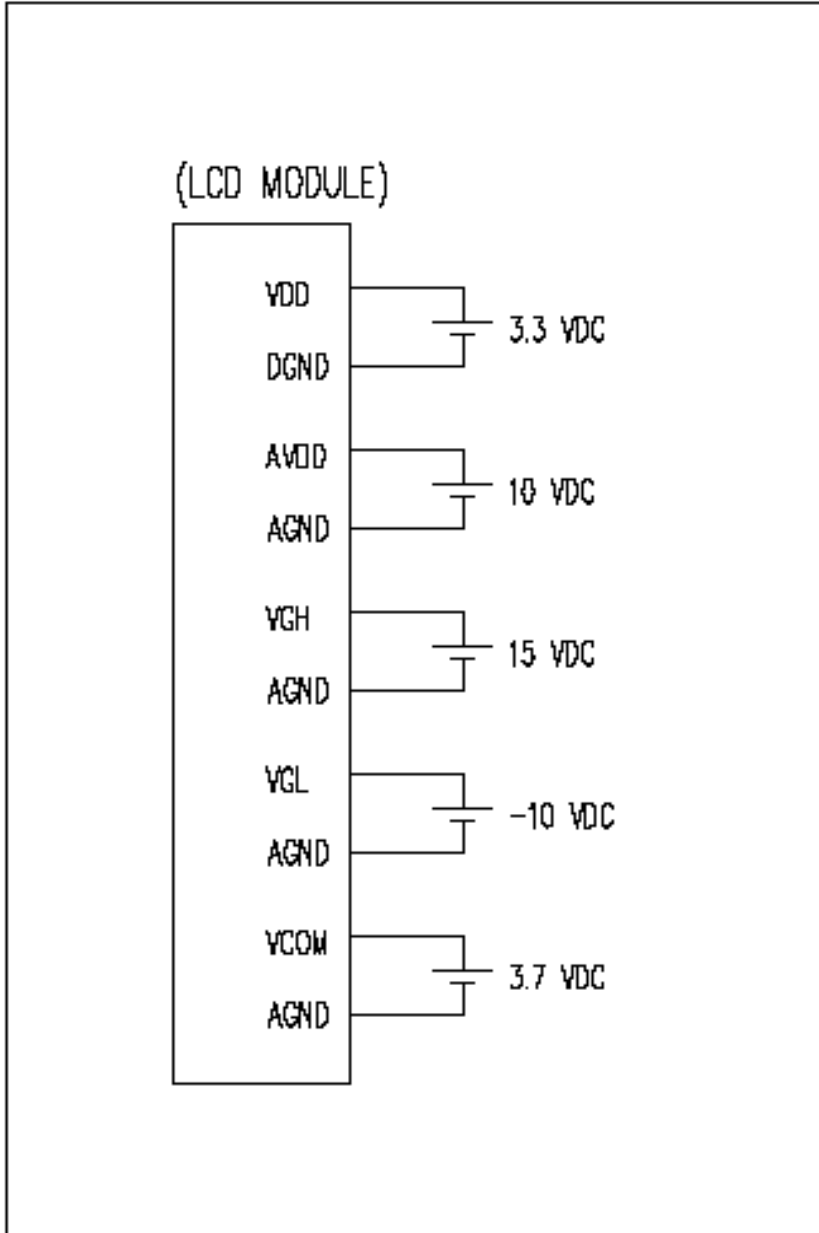 (LCD MODULE)
VDD
3.3 VDC
DGND
AVDD
10 VDC
AGND
VGH
15 VDC
AGND
VGL
-10 VDC
AGND
VCOM
3.7 VDC
AGND